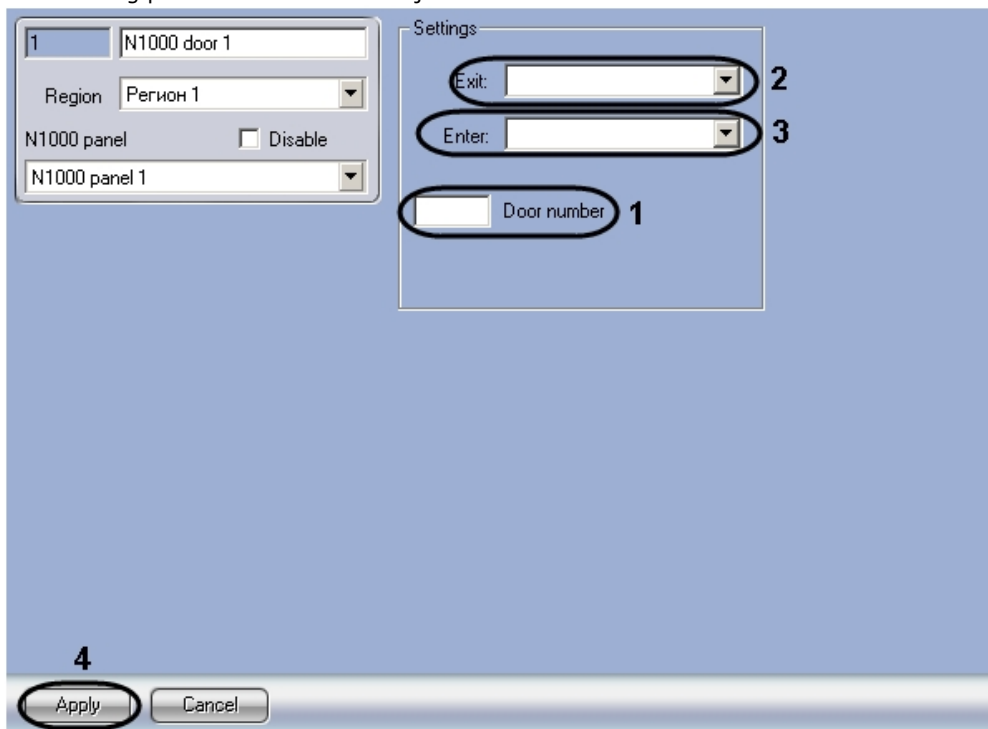 1 N1000 door 1
Region Регион 1
N1000 panel Disable
N1000 panel 1
Settings
Exit: 2
Enter: 3
Door number 1
4
Apply Cancel